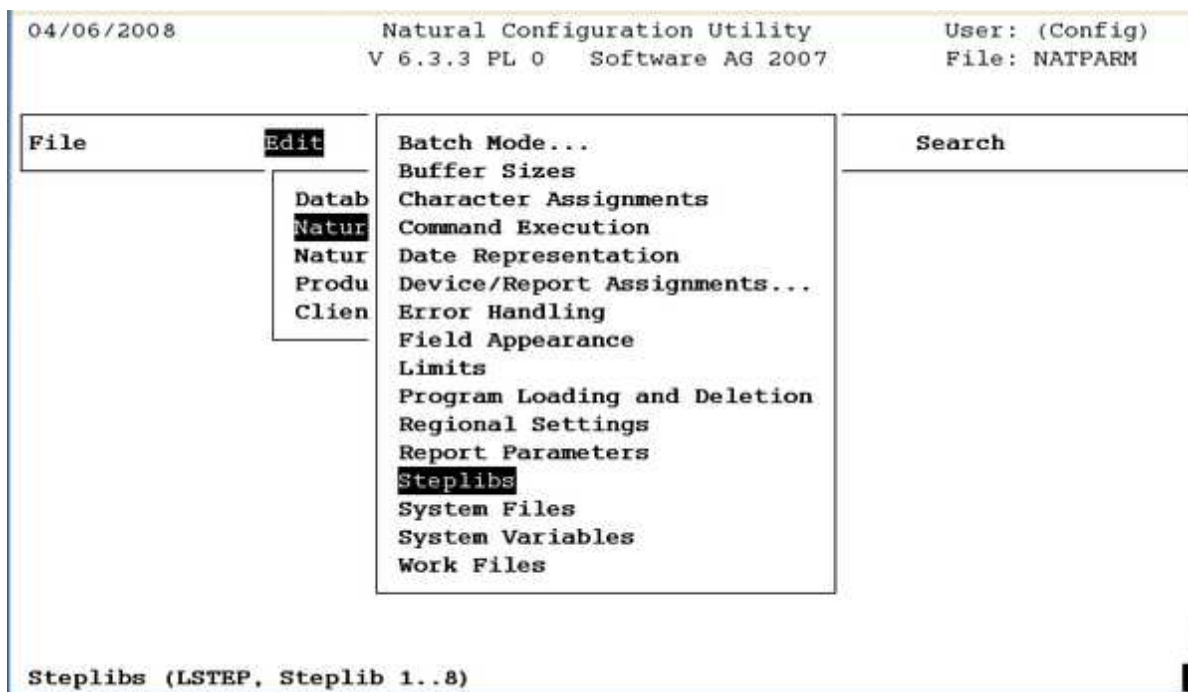 04/06/2008 Natural Configuration Utility User: (Config)
V 6.3.3 PL 0 Software AG 2007 File: NATPARM
File Edit Search
Batch Mode...
Buffer Sizes
Datab Character Assignments
Natur Command Execution
Natur Date Representation
Produ Device/Report Assignments...
Clien Error Handling
Field Appearance
Limits
Program Loading and Deletion
Regional Settings
Report Parameters
Steplibs
System Files
System Variables
Work Files
Steplibs (LSTEP, Steplib 1..8)